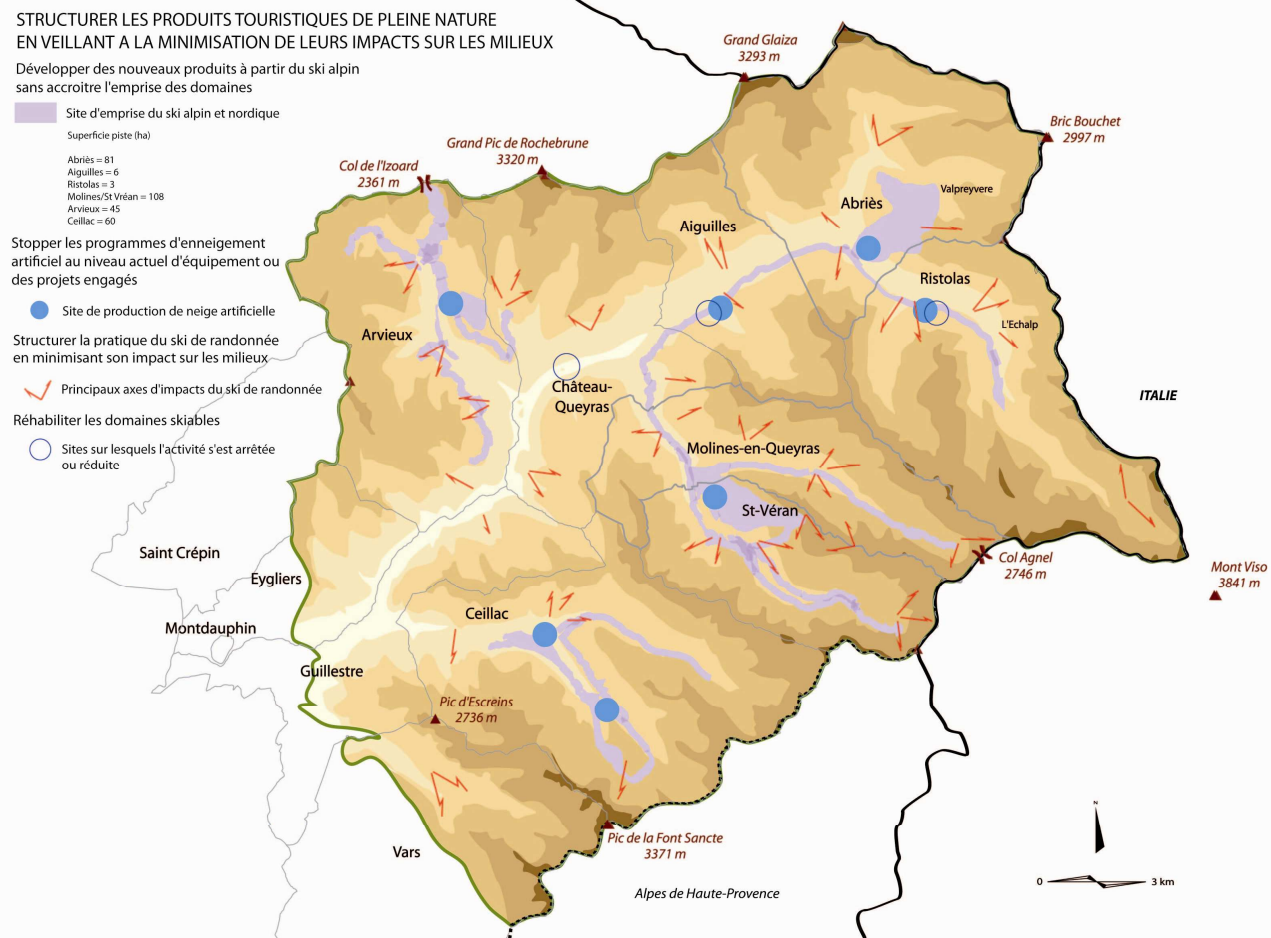 STRUCTURER LES PRODUITS TOURISTIQUES DE PLEINE NATURE
EN VEILLANT A LA MINIMISATION DE LEURS IMPACTS SUR LES MILIEUX
Développer des nouveaux produits à partir du ski alpin
sans accroitre l'emprise des domaines
Site d'emprise du ski alpin et nordique
Superficie piste (ha)
Abriès = 81
Aiguilles = 6
Ristolas = 3
Molines/St Vréan = 108
Arvieux = 45
Ceillac = 60
Stopper les programmes d'enneigement
artificiel au niveau actuel d'équipement ou
des projets engagés
Site de production de neige artificielle
Structurer la pratique du ski de randonnée
en minimisant son impact sur les milieux
Principaux axes d'impacts du ski de randonnée
Réhabiliter les domaines skiables
Sites sur lesquels l'activité s'est arrêtée
ou réduite
Grand Glaiza
3293 m
Bric Bouchet
2997 m
Grand Pic de Rochebrune
3320 m
Col de l'Izoard
2361 m
Valpreyvere
Abriès
Aiguilles
Ristolas
L'Echalp
Arvieux
Château-
Queyras
ITALIE
Molines-en-Queyras
St-Véran
Col Agnel
2746 m
Mont Viso
3841 m
Saint Crépin
Eygliers
Montdauphin
Guillestre
Ceillac
Pic d'Escreins
2736 m
Vars
Pic de la Font Sancte
3371 m
Alpes de Haute-Provence
N
0
3 km